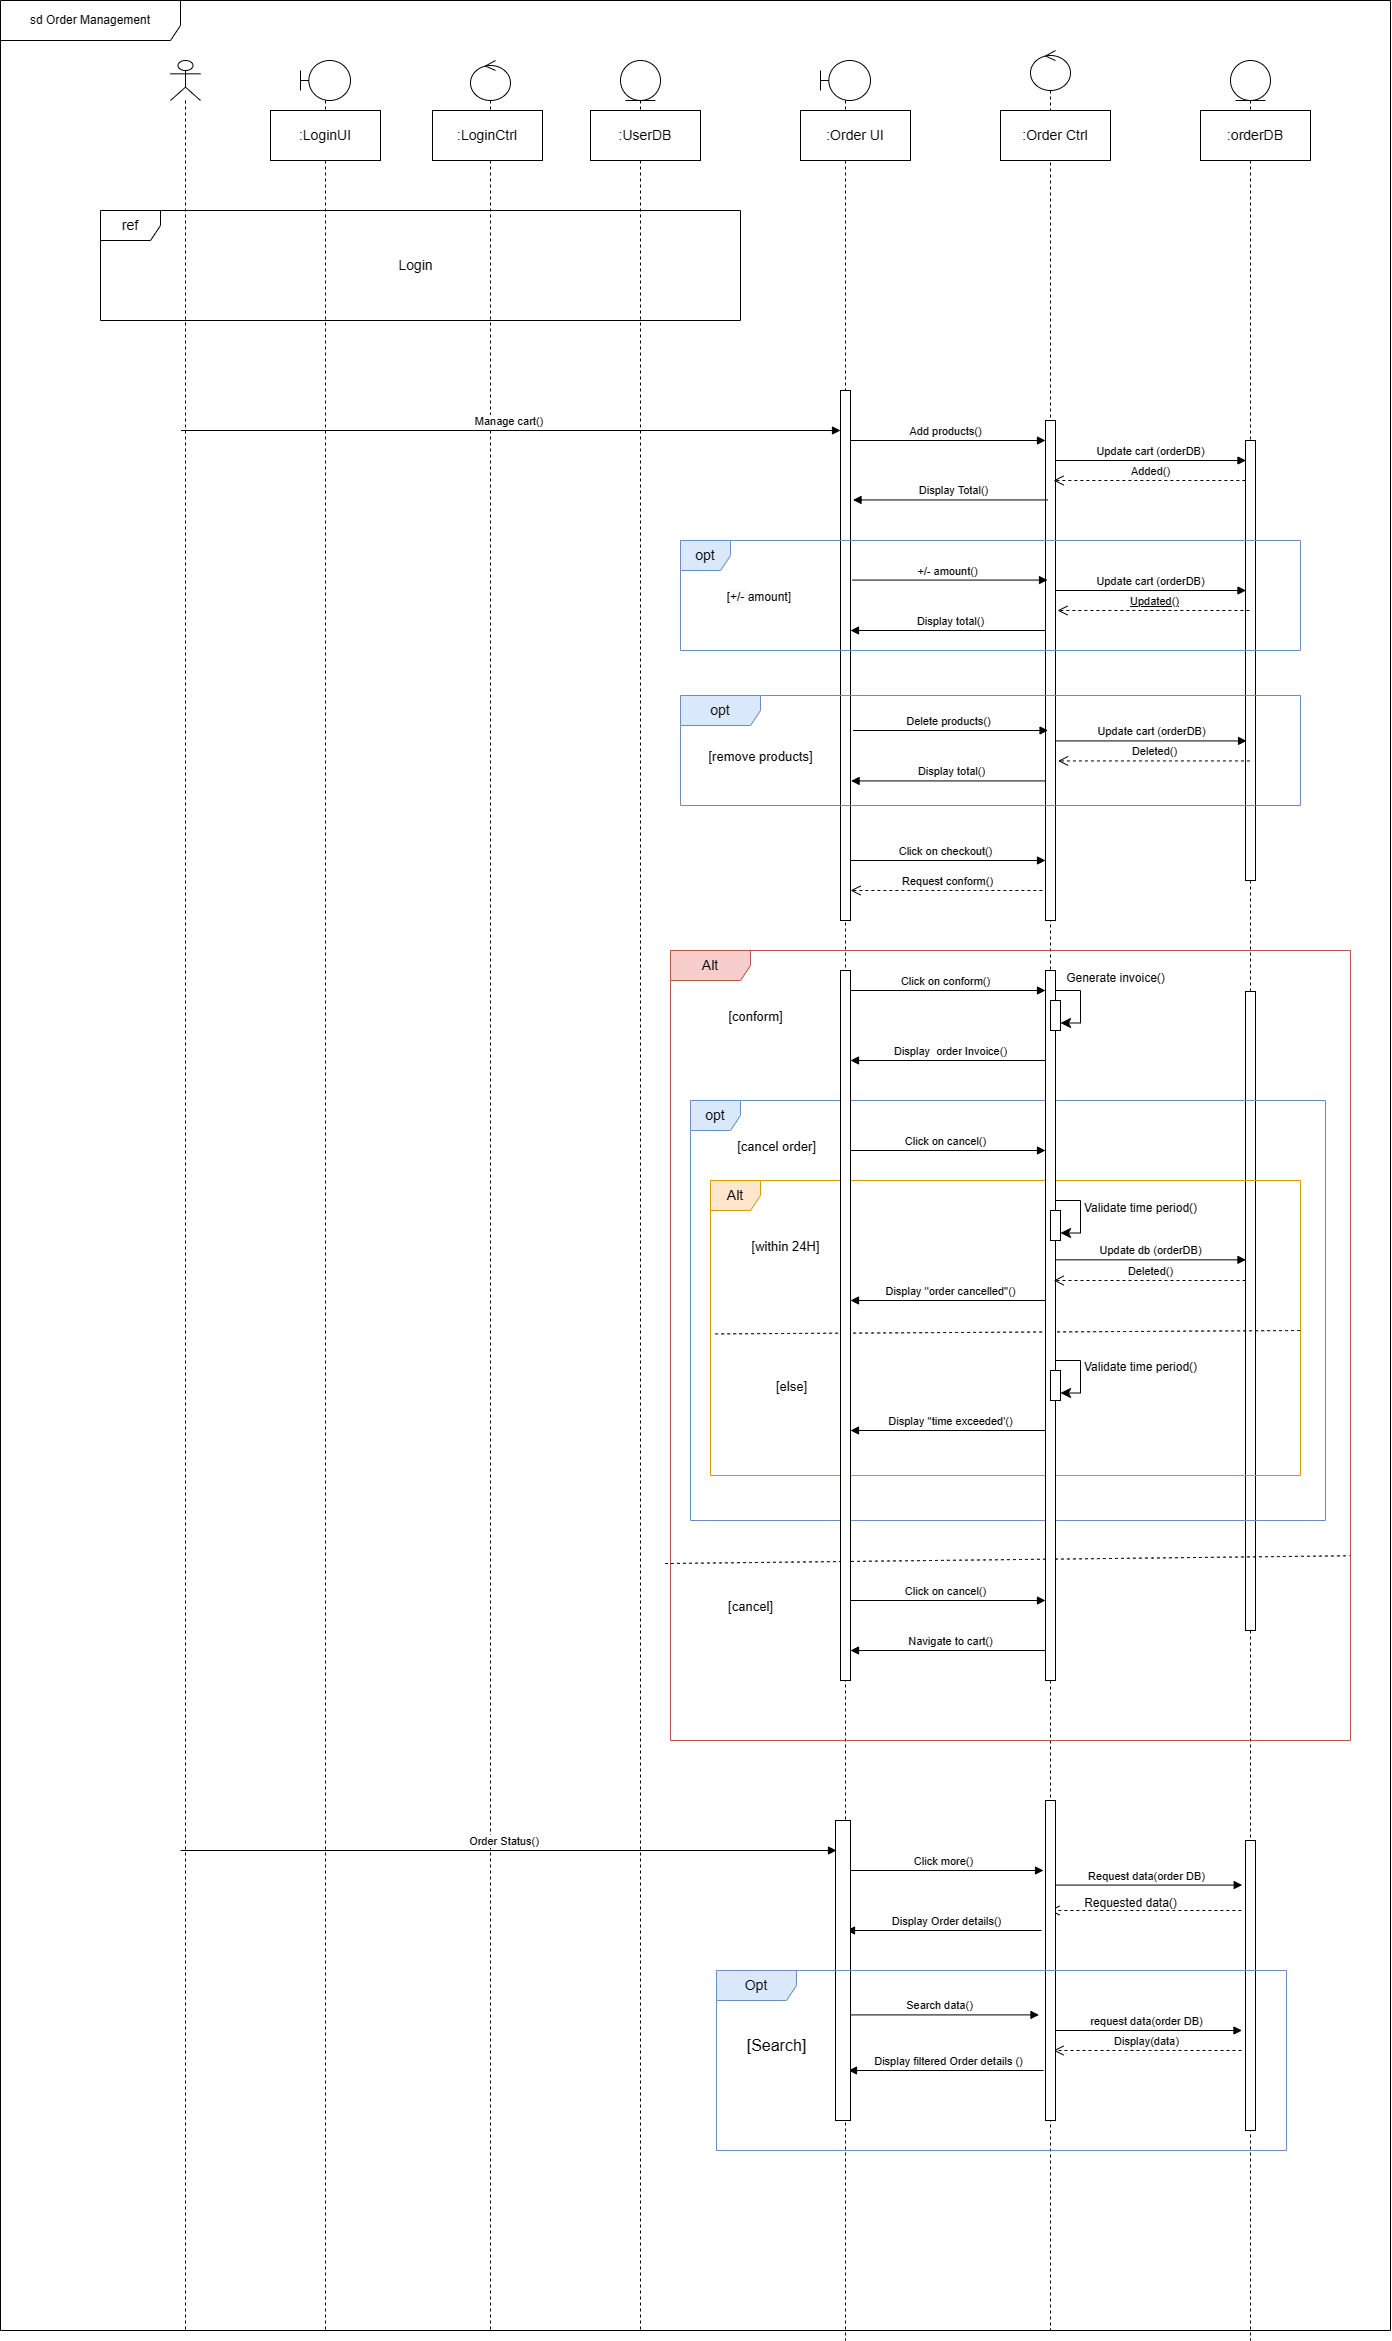 sd Order Management
:LoginUI
:LoginCtrl
:UserDB
:Order UI
:Order Ctrl
:orderDB
ref
Login
Manage cart()
Add products()
Update cart (orderDB)
Added()
Display Total()
opt
+/- amount()
Update cart (orderDB)
[+/- amount]
Updated()
Display total()
opt
Delete products()
Update cart (orderDB)
[remove products]
Deleted()
Display total()
Click on checkout()
Request conform()
Alt
Click on conform()
Generate invoice()
[conform]
Display order Invoice()
opt
[cancel order]
Click on cancel()
Alt
Validate time period()
[within 24H]
Update db (orderDB)
Deleted()
Display "order cancelled"()
Validate time period()
[else]
Display "time exceeded'()
Click on cancel()
[cancel]
Navigate to cart()
Order Status()
Click more()
Request data(order DB)
Requested data()
Display Order details()
Opt
Search data()
request data(order DB)
[Search]
Display(data)
Display filtered Order details ()